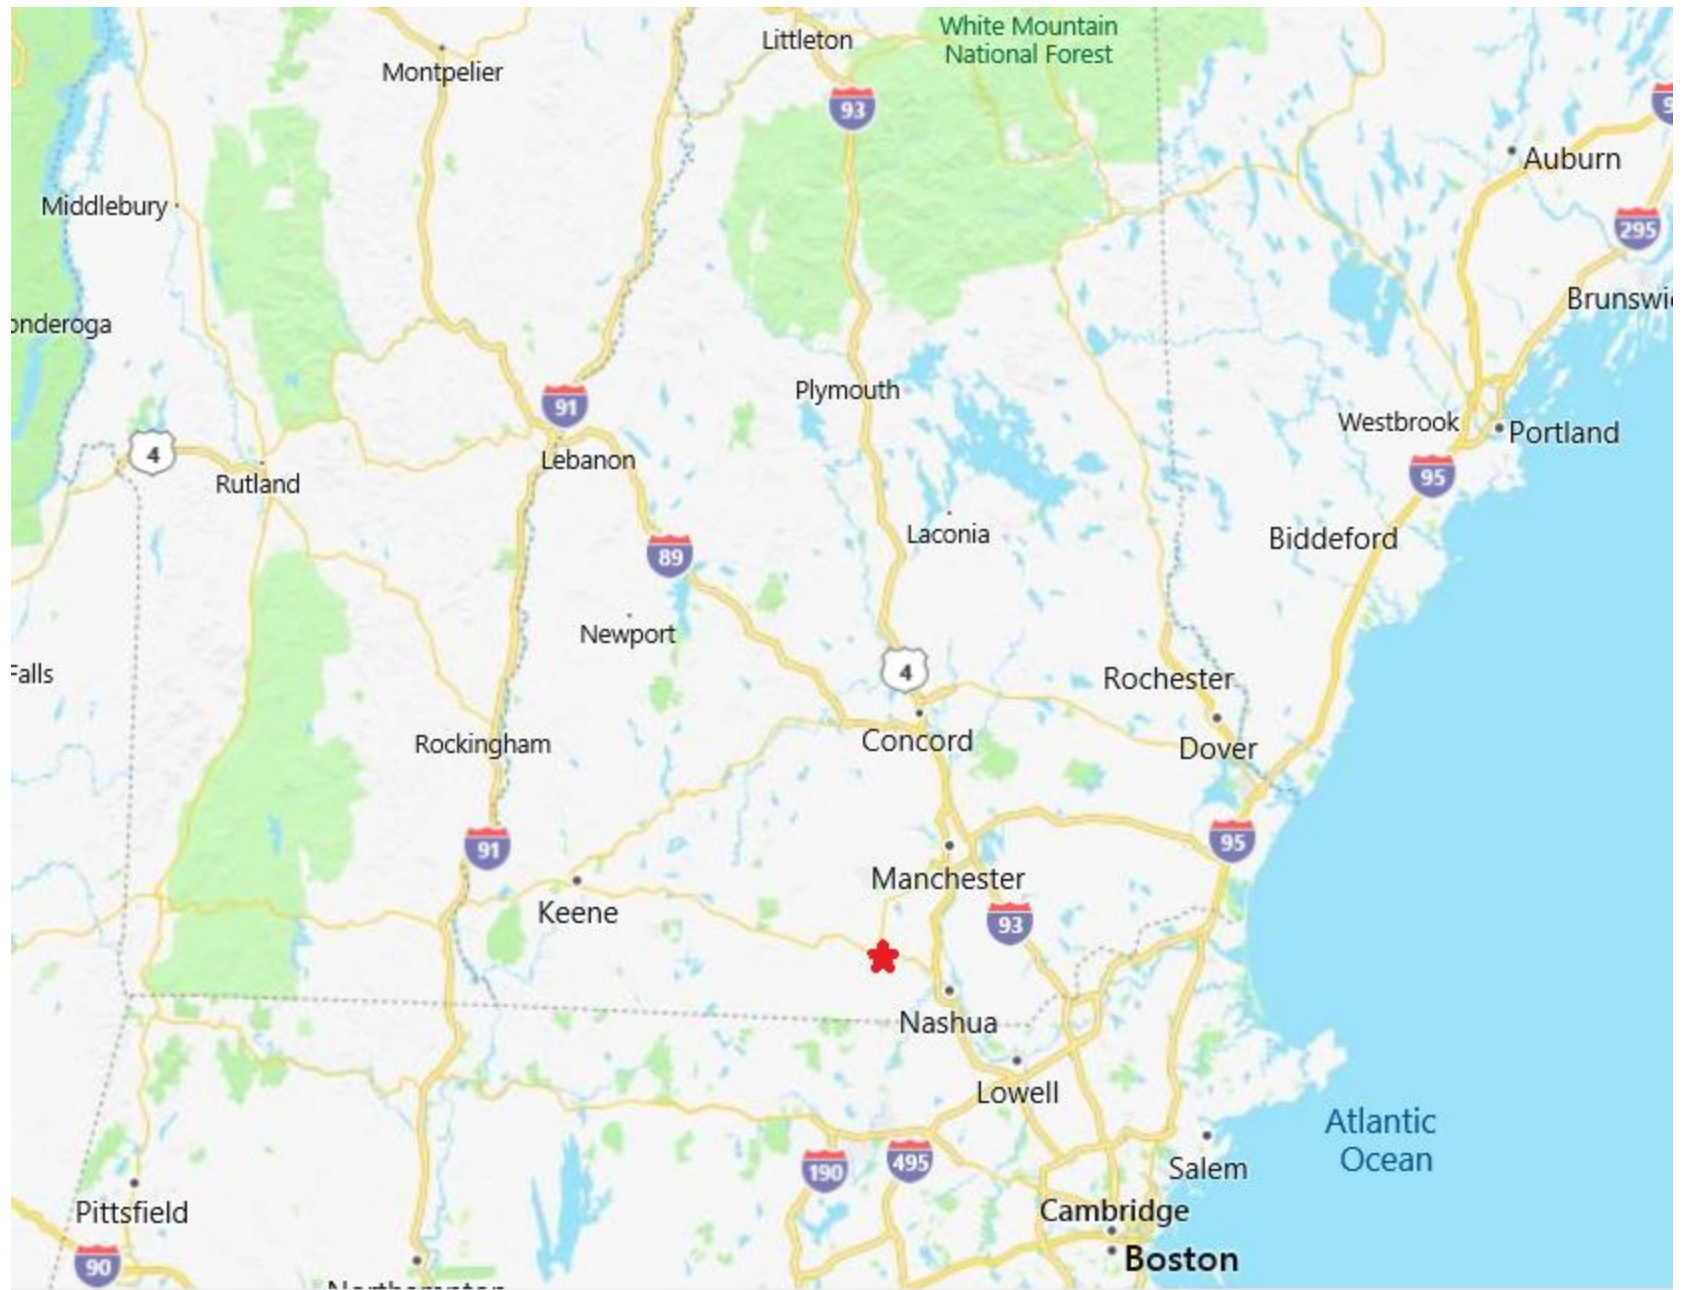 White Mountain
National Forest
Littleton
Montpelier
93
Auburn
Middlebury
295
Brunswi
onderoga
91
Plymouth
Westbrook
Portland
4
Lebanon
Rutland
95
Laconia
Biddeford
89
Newport
4
Falls
Rochester
Rockingham
Concord
Dover
91
95
Manchester
Keene
93
Nashua
Lowell
Atlantic
Ocean
190
495
Salem
Pittsfield
Cambridge
90
Boston